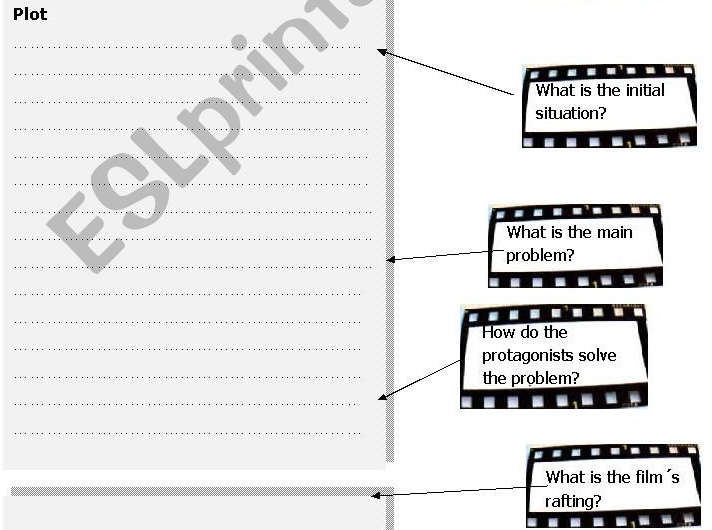 Plot
ESLprinta
What is the initial
situation?
What is the main
problem?
How do the
protagonists solve
the problem?
What is the film´s
rafting?